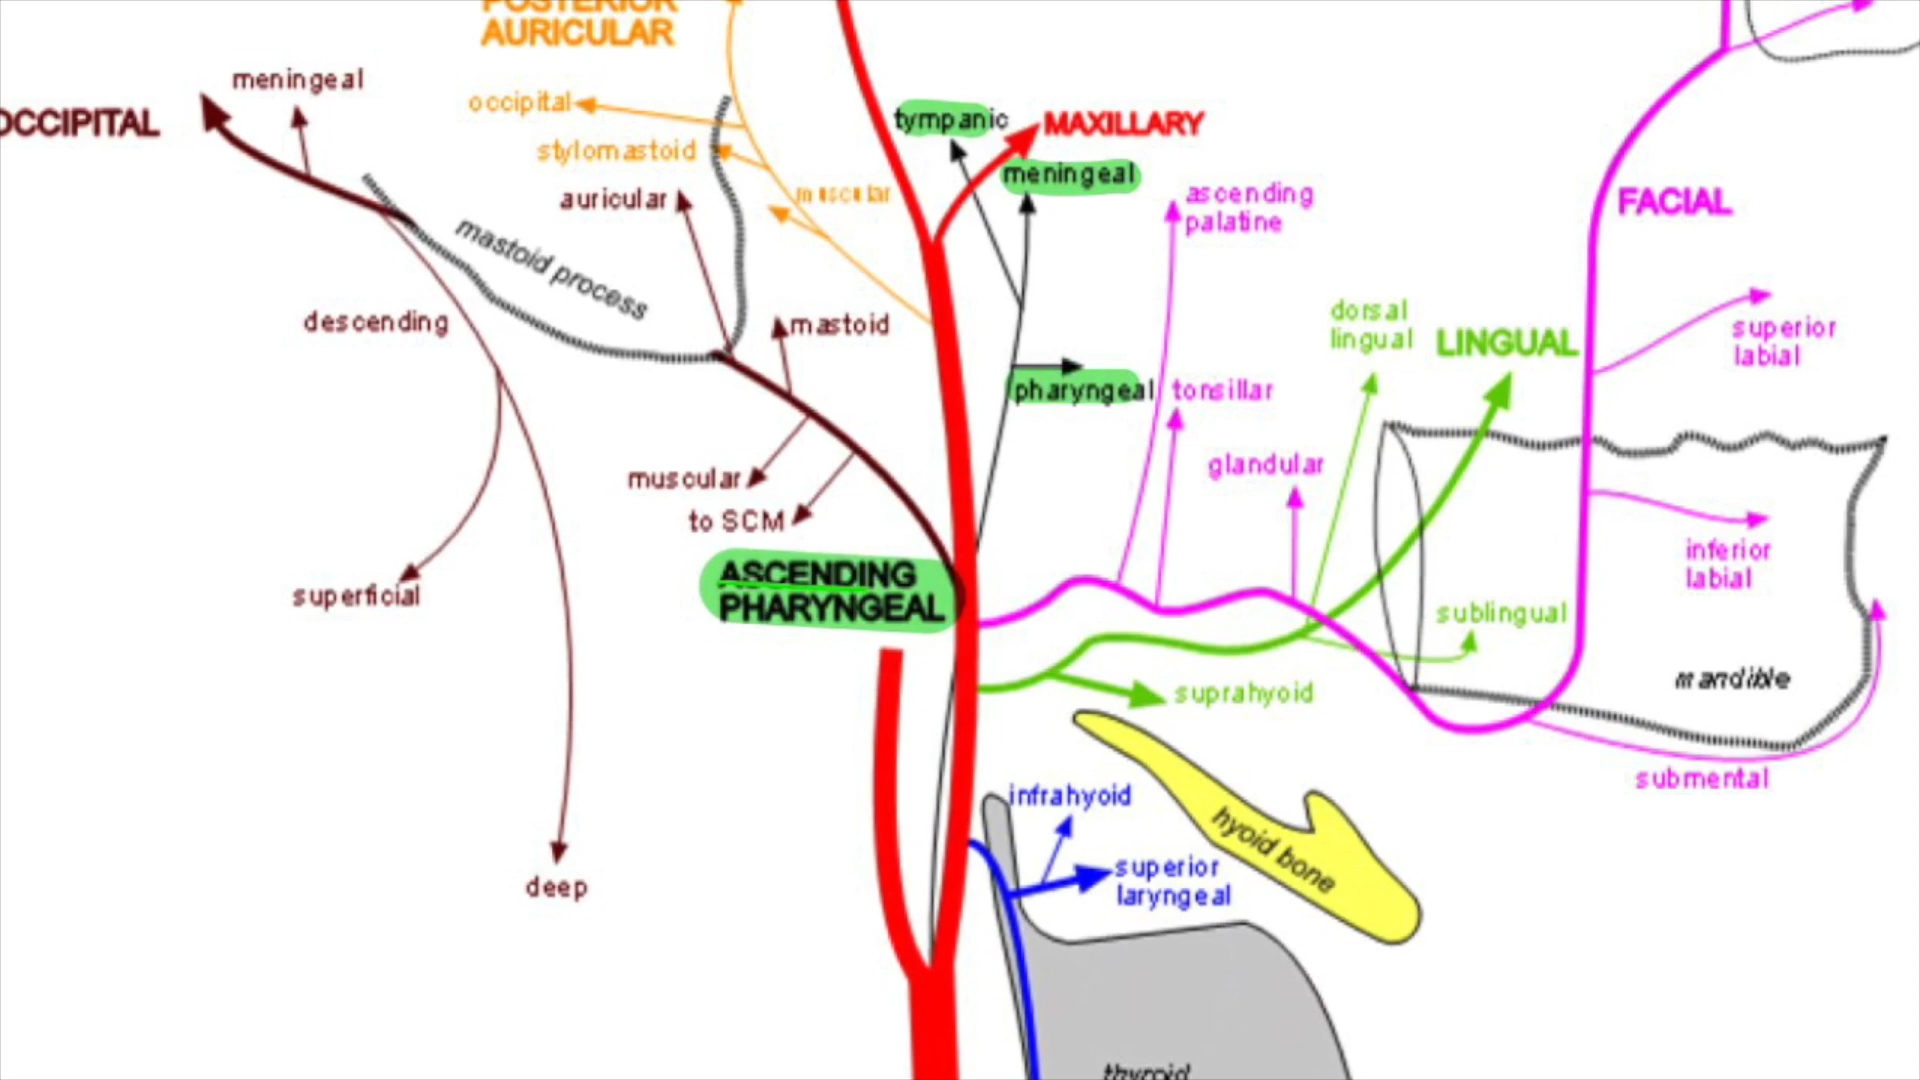 POSTERIOR
AURICULAR
meningeal
OCCIPITAL
occipital
stylomastoid
auricular
muscular
mastoid process
descending
mastoid
muscular
to SCM
superficial
deep
ASCENDING
PHARYNGEAL
tympanic
MAXILLARY
meningeal
ascending
palatine
pharyngeal
tonsillar
glandular
dorsal
lingual
LINGUAL
FACIAL
superior
labial
inferior
labial
sublingual
suprahyoid
mandible
submental
infrahyoid
superior
laryngeal
hyoid bone
thyroid